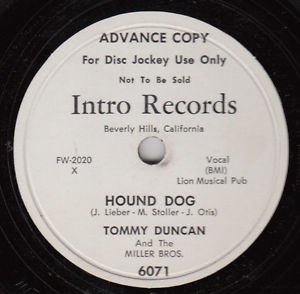 ADVANCE COPY
For Disc Jockey Use Only
Not To Be Sold
Intro Records
Beverly Hills, California
FW-2020
X
Vocal
(BMI)
Lion Musical Pub
HOUND DOG
(J. Lieber - M. Stoller - J. Otis)
TOMMY DUNCAN
And The
MILLER BROS.
6071